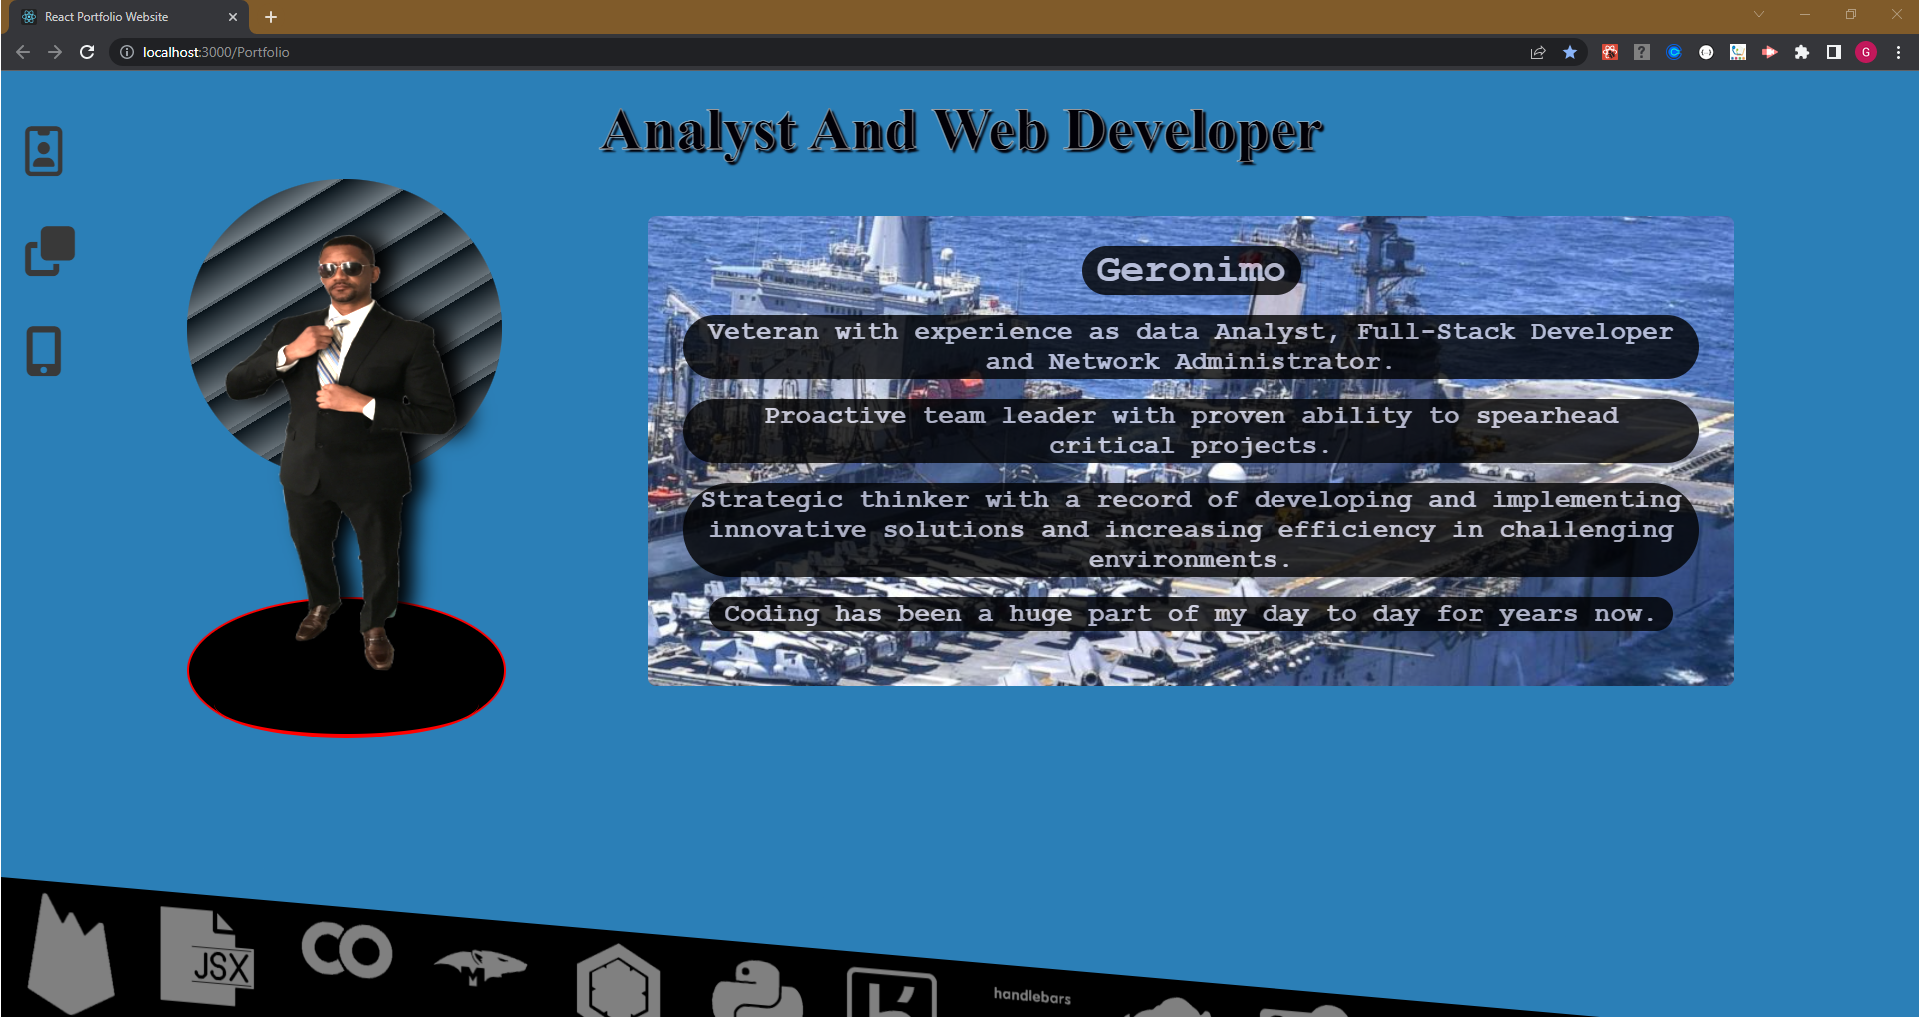 React Portfolio Website
localhost:3000/Portfolio
G
Analyst And Web Developer
Geronimo
Veteran with experience as data Analyst, Full-Stack Developer
and Network Administrator.
Proactive team leader with proven ability to spearhead
critical projects.
Strategic thinker with a record of developing and implementing
innovative solutions and increasing efficiency in challenging
environments.
Coding has been a huge part of my day to day for years now.
JSX
CO
M
handlebars